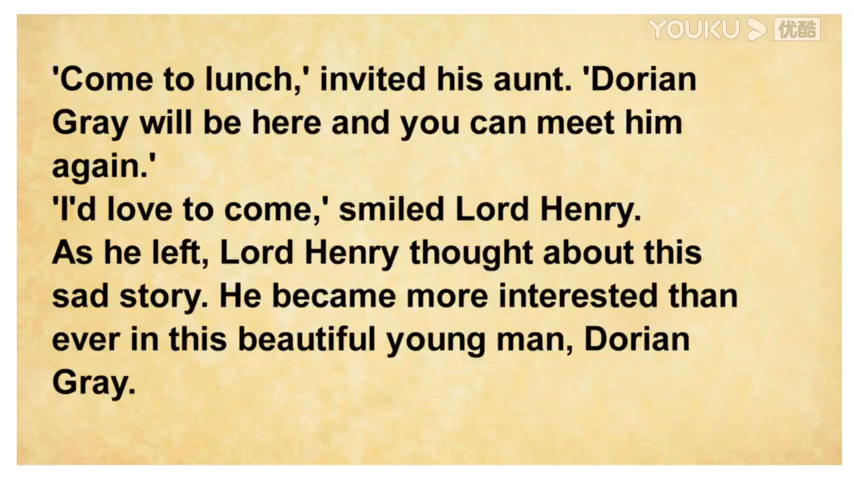 YOUKU 优酷
'Come to lunch,' invited his aunt. 'Dorian
Gray will be here and you can meet him
again.'
'I'd love to come,' smiled Lord Henry.
As he left, Lord Henry thought about this
sad story. He became more interested than
ever in this beautiful young man, Dorian
Gray.